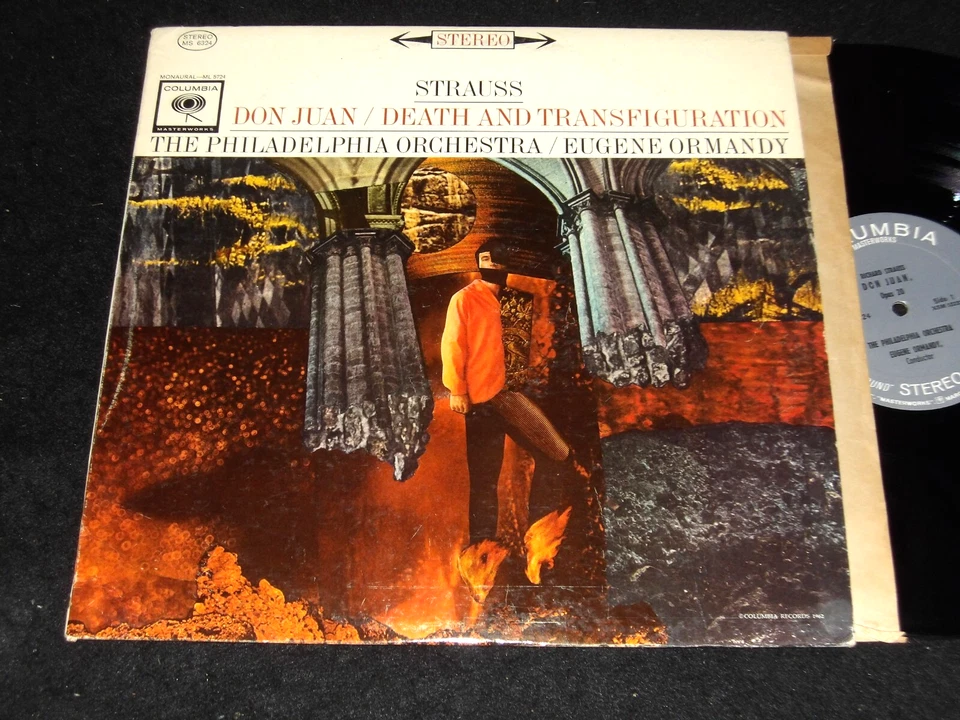 STEREO
MS 6324
STEREO
MONAURAL—ML 5724
COLUMBIA
MASTERWORKS
STRAUSS
DON JUAN / DEATH AND TRANSFIGURATION
THE PHILADELPHIA ORCHESTRA / EUGENE ORMANDY
©COLUMBIA RECORDS 1962
UMBIA
MASTERWORKS
RICHARD STRAUSS
DON JUAN,
Opus 20
Side 1
24
THE PHILADELPHIA ORCHESTRA
EUGENE ORMANDY,
Conductor
UND" STEREO
"MASTERWORKS"